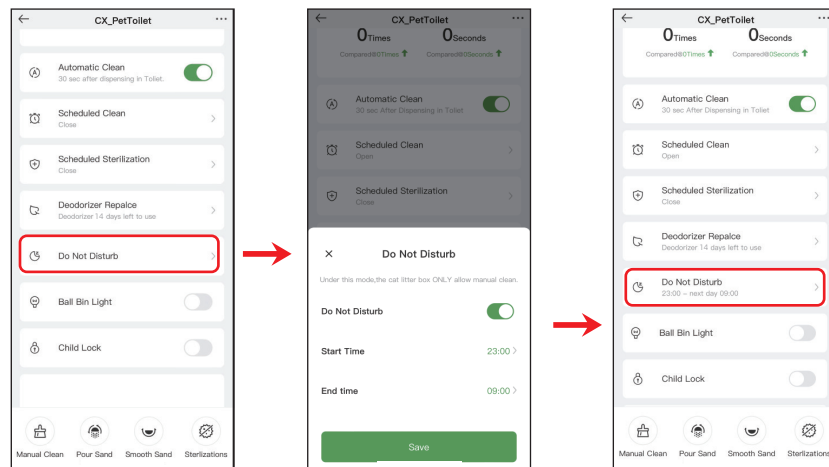 CX_PetToilet
Automatic Clean
30 sec after dispensing in Toliet.
Scheduled Clean
Close
Scheduled Sterilization
Close
Deodorizer Repalce
Deodorizer 14 days left to use
Do Not Disturb
Ball Bin Light
Child Lock
Manual Clean
Pour Sand
Smooth Sand
Sterlizations
CX_PetToilet
0Times
0Seconds
Compared⊕0Times ↑
Compared⊕0Seconds ↑
Automatic Clean
30 sec After Dispensing in Toliet
Scheduled Clean
Open
Scheduled Sterilization
Close
Do Not Disturb
Under this mode,the cat litter box ONLY allow manual clean.
Do Not Disturb
Start Time
23:00
End time
09:00
Save
CX_PetToilet
0Times
0Seconds
Compared⊕0Times ↑
Compared⊕0Seconds ↑
Automatic Clean
30 sec After Dispensing in Toliet
Scheduled Clean
Open
Scheduled Sterilization
Close
Deodorizer Repalce
Deodorizer 14 days left to use
Do Not Disturb
23:00 - next day 09:00
Ball Bin Light
Child Lock
Manual Clean
Pour Sand
Smooth Sand
Sterlizations